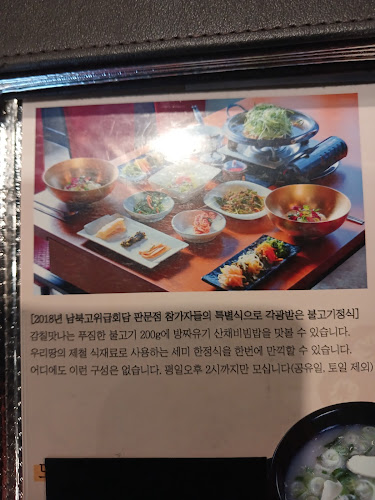 [2018년 남북고위급회담 판문점 참가자들의 특별식으로 각광받은 불고기정식]
감칠맛나는 푸짐한 불고기 200g에 방짜유기 산채비빔밥을 맛볼 수 있습니다.
우리땅의 제철 식재료로 사용하는 세미 한정식을 한번에 만끽할 수 있습니다.
어디에도 이런 구성은 없습니다. 평일오후 2시까지만 모십니다(공유일, 토일 제외)